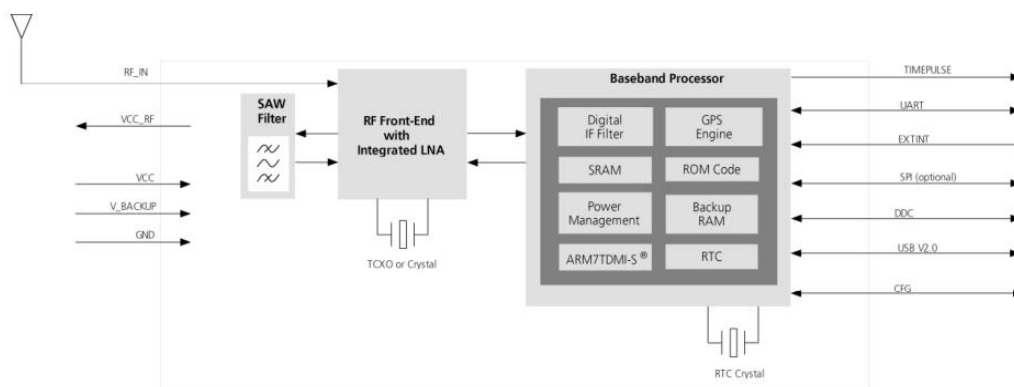 RF_IN
VCC_RF
VCC
V_BACKUP
GND
SAW
Filter
RF Front-End
with
Integrated LNA
TCXO or Crystal
Baseband Processor
Digital
IF Filter
GPS
Engine
SRAM
ROM Code
Power
Management
Backup
RAM
ARM7TDMI-S®
RTC
RTC Crystal
TIMEPULSE
UART
EXTINT
SPI (optional)
DDC
USB V2.0
CFG